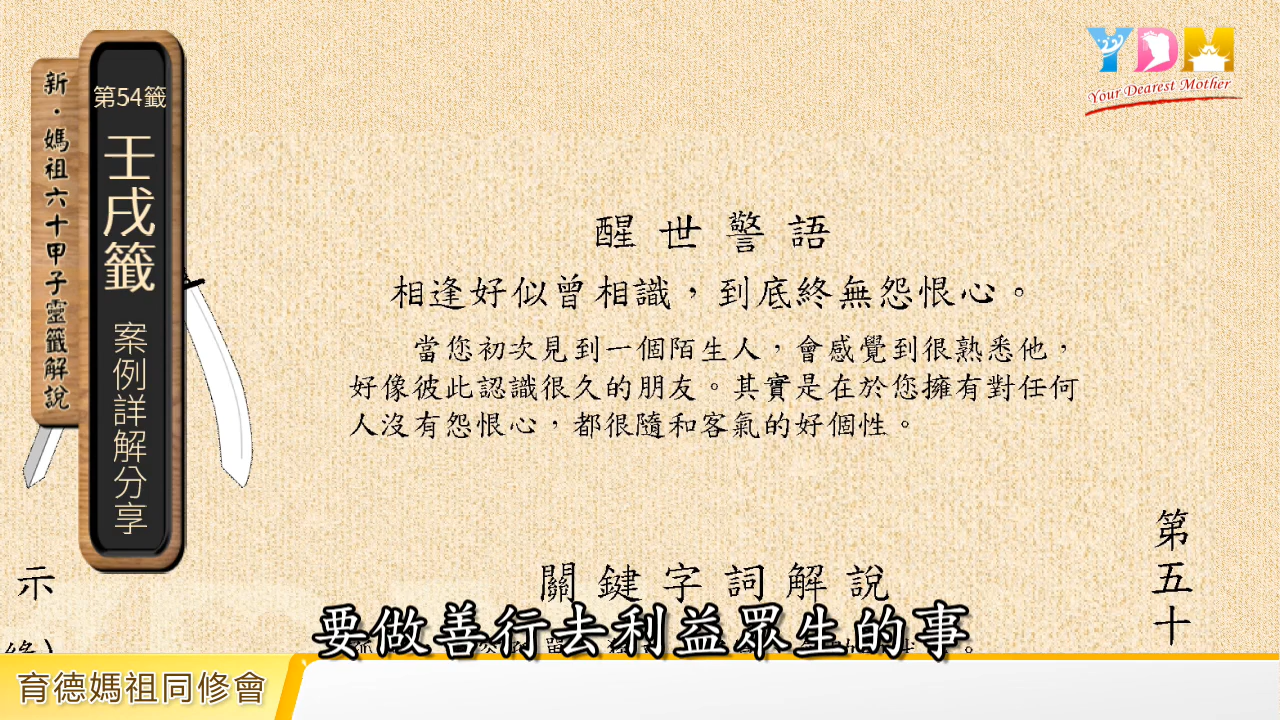 新·媽祖六十甲子靈籤解說
第54籤
壬戌籤
案例詳解分享
YDM
Your Dearest Mother
醒世警語
相逢好似曾相識，到底終無怨恨心。
當您初次見到一個陌生人，會感覺到很熟悉他，
好像彼此認識很久的朋友。其實是在於您擁有對任何
人沒有怨恨心，都很隨和客氣的好個性。
第五十
關鍵字詞解說
示
要做善行去利益眾生的事
育德媽祖同修會